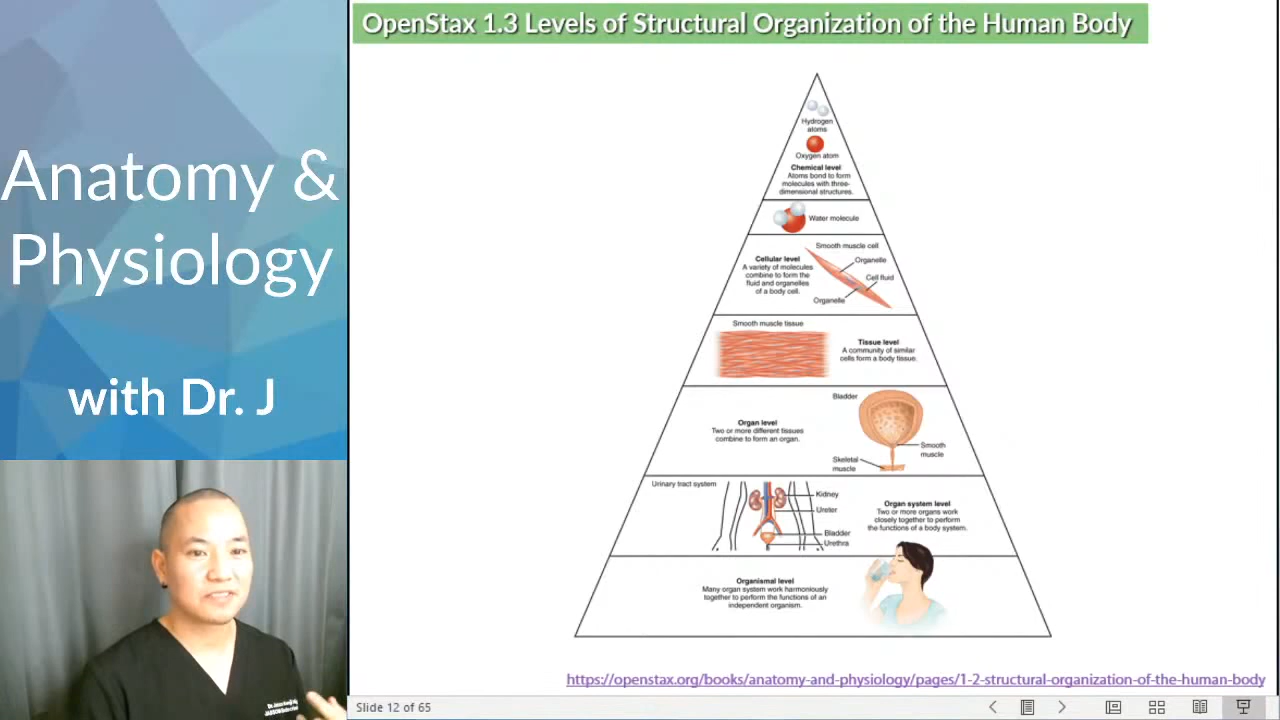 Anatomy &
Physiology
with Dr. J
OpenStax 1.3 Levels of Structural Organization of the Human Body
Hydrogen
atoms
Oxygen atom
Chemical level
Atoms bond to form
molecules with three-
dimensional structures.
Water molecule
Smooth muscle cell
Cellular level
A variety of molecules
combine to form the
fluid and organelles
of a body cell.
Organelle
Cell fluid
Organelle
Smooth muscle tissue
Tissue level
A community of similar
cells form a body tissue.
Bladder
Organ level
Two or more different tissues
combine to form an organ.
Smooth
muscle
Skeletal
muscle
Urinary tract system
Kidney
Ureter
Bladder
Urethra
Organ system level
Two or more organs work
closely together to perform
the functions of a body system.
Organismal level
Many organ system work harmoniously
together to perform the functions of an
independent organism.
https://openstax.org/books/anatomy-and-physiology/pages/1-2-structural-organization-of-the-human-body
Slide 12 of 65